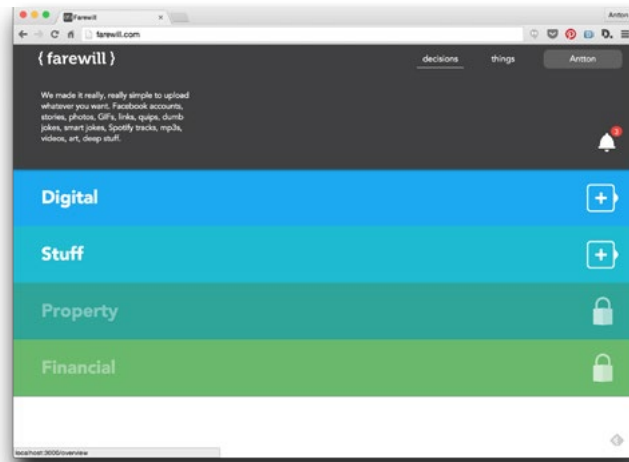 Farewill
Anton
farewill.com
{ farewill }
decisions things Antton
We made it really, really simple to upload
whatever you want. Facebook accounts,
stories, photos, GIFs, links, quips, dumb
jokes, smart jokes, Spotify tracks, mp3s,
videos, art, deep stuff.
3
Digital
Stuff
Property
Financial
localhost:3000/overview